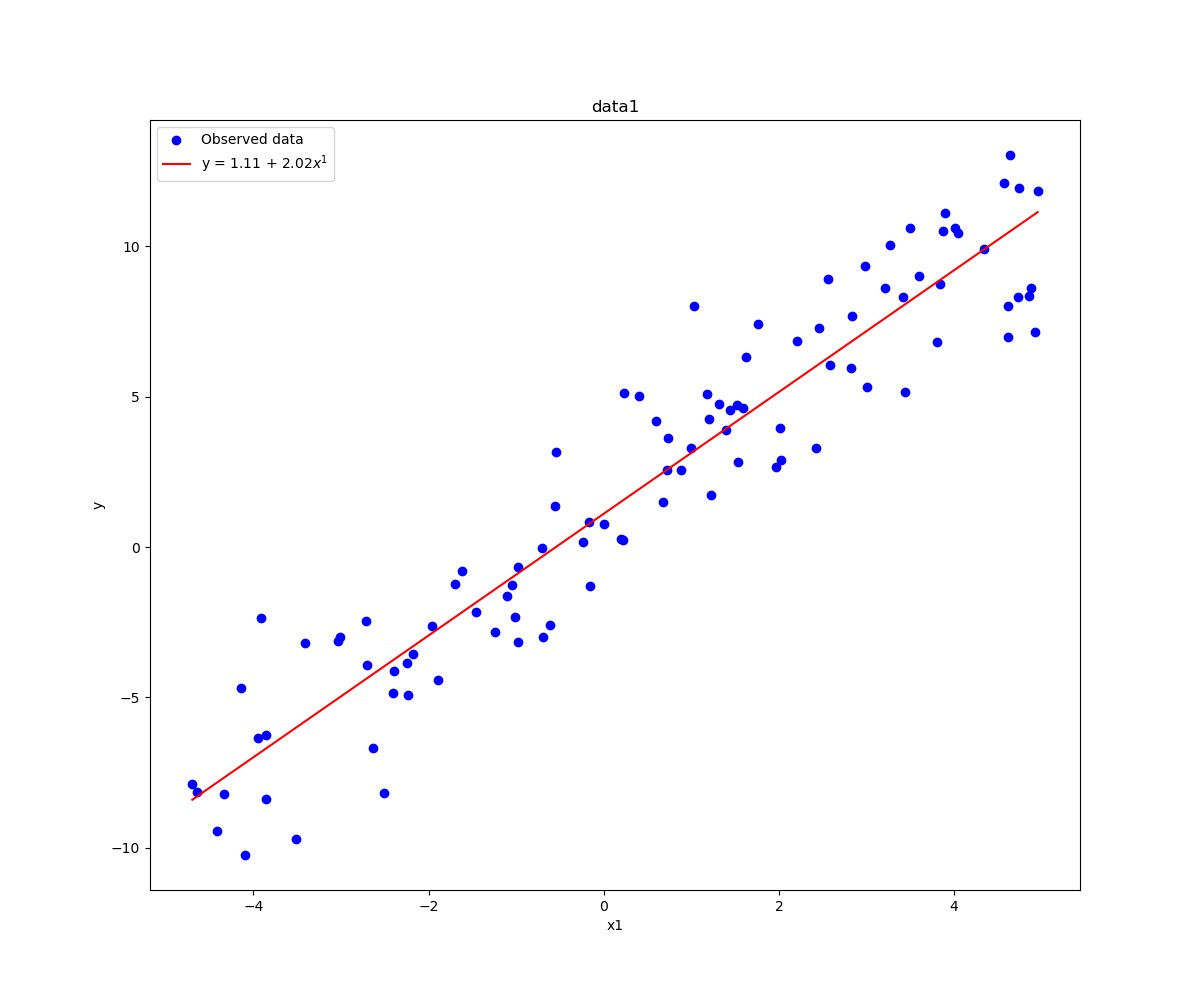 data1
Observed data
y = 1.11 + 2.02x¹
10
5
0
−5
−10
y
−4 −2 0 2 4
x1